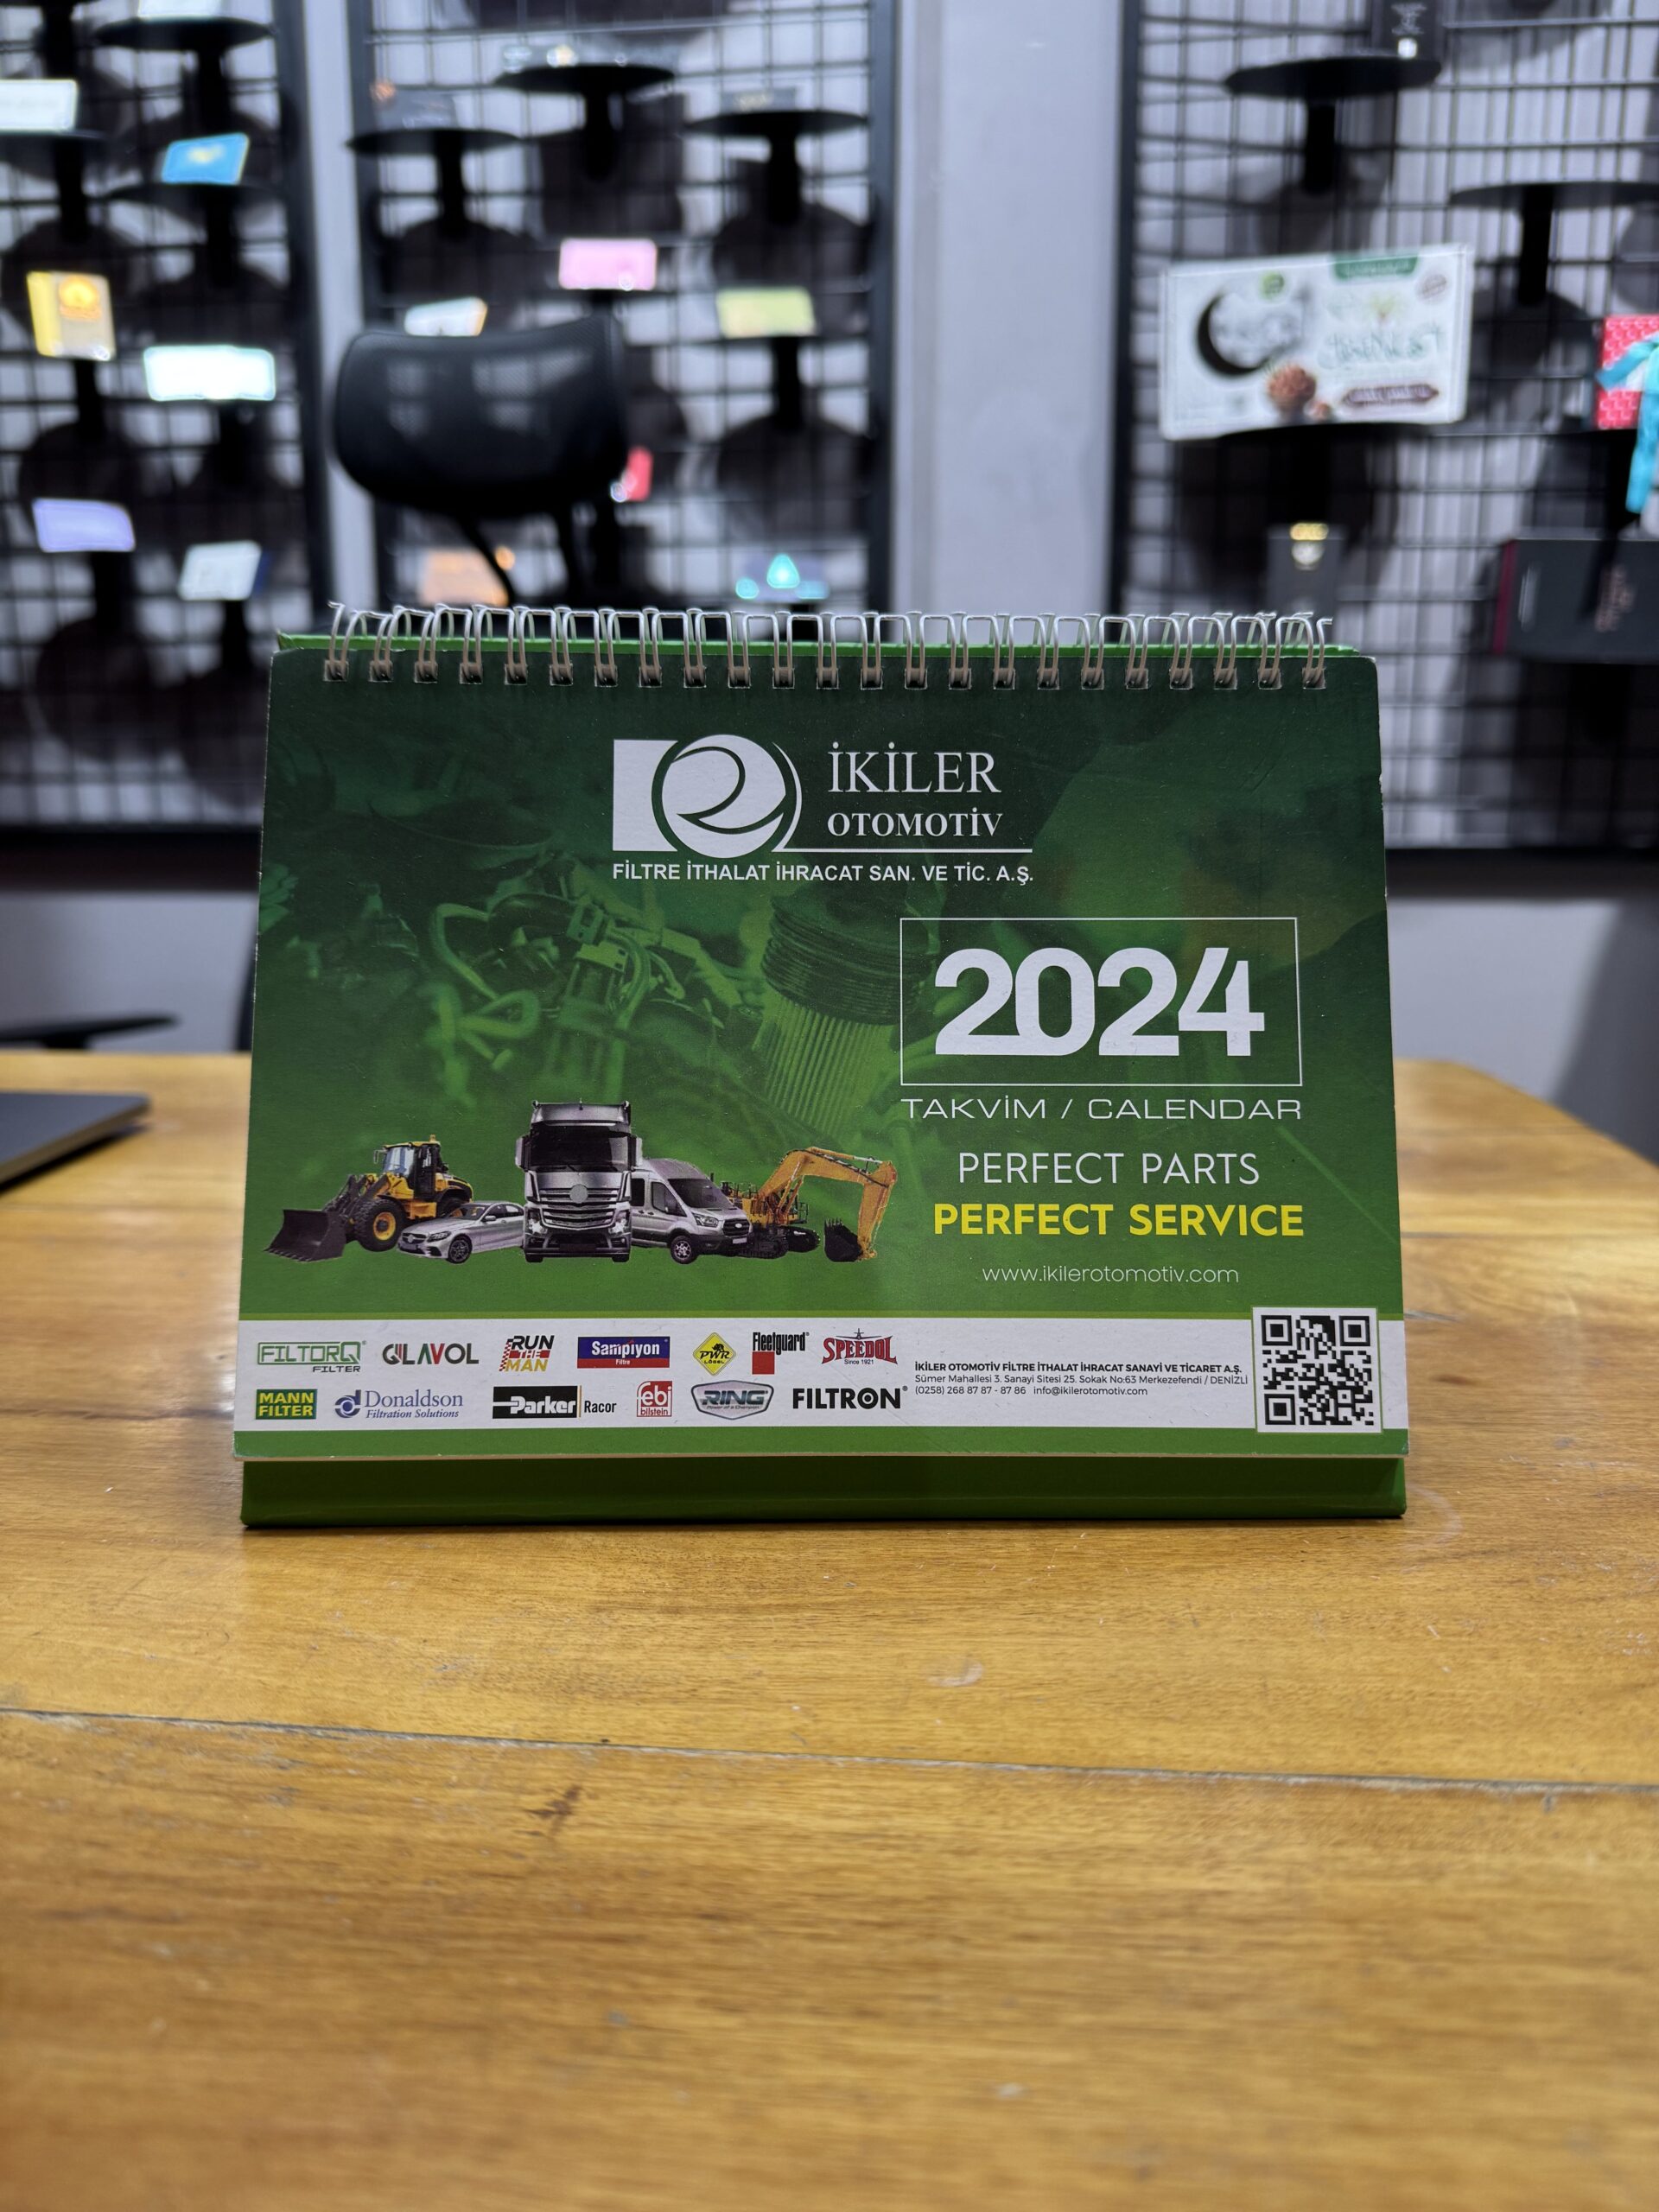 İKİLER
OTOMOTİV
FİLTRE İTHALAT İHRACAT SAN. VE TİC. A.Ş.
2024
TAKVİM / CALENDAR
PERFECT PARTS
PERFECT SERVICE
www.ikilerotomotiv.com
FILTORQ® FILTER
GLAVOL
RUN THE MAN
Sampiyon Filtre
PWR
Fleetguard®
SPEEDOL Since 1921
MANN FILTER
Donaldson Filtration Solutions
Parker Racor
febi bilstein
RING
FILTRON®
İKİLER OTOMOTİV FİLTRE İTHALAT İHRACAT SANAYİ VE TİCARET A.Ş.
Sümer Mahallesi 3. Sanayi Sitesi 25. Sokak No:63 Merkezefendi / DENİZLİ
(0258) 268 87 87 - 87 86 info@ikilerotomotiv.com